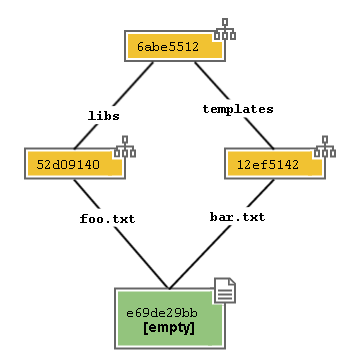 6abe5512
libs
templates
52d09140
12ef5142
foo.txt
bar.txt
e69de29bb
[empty]